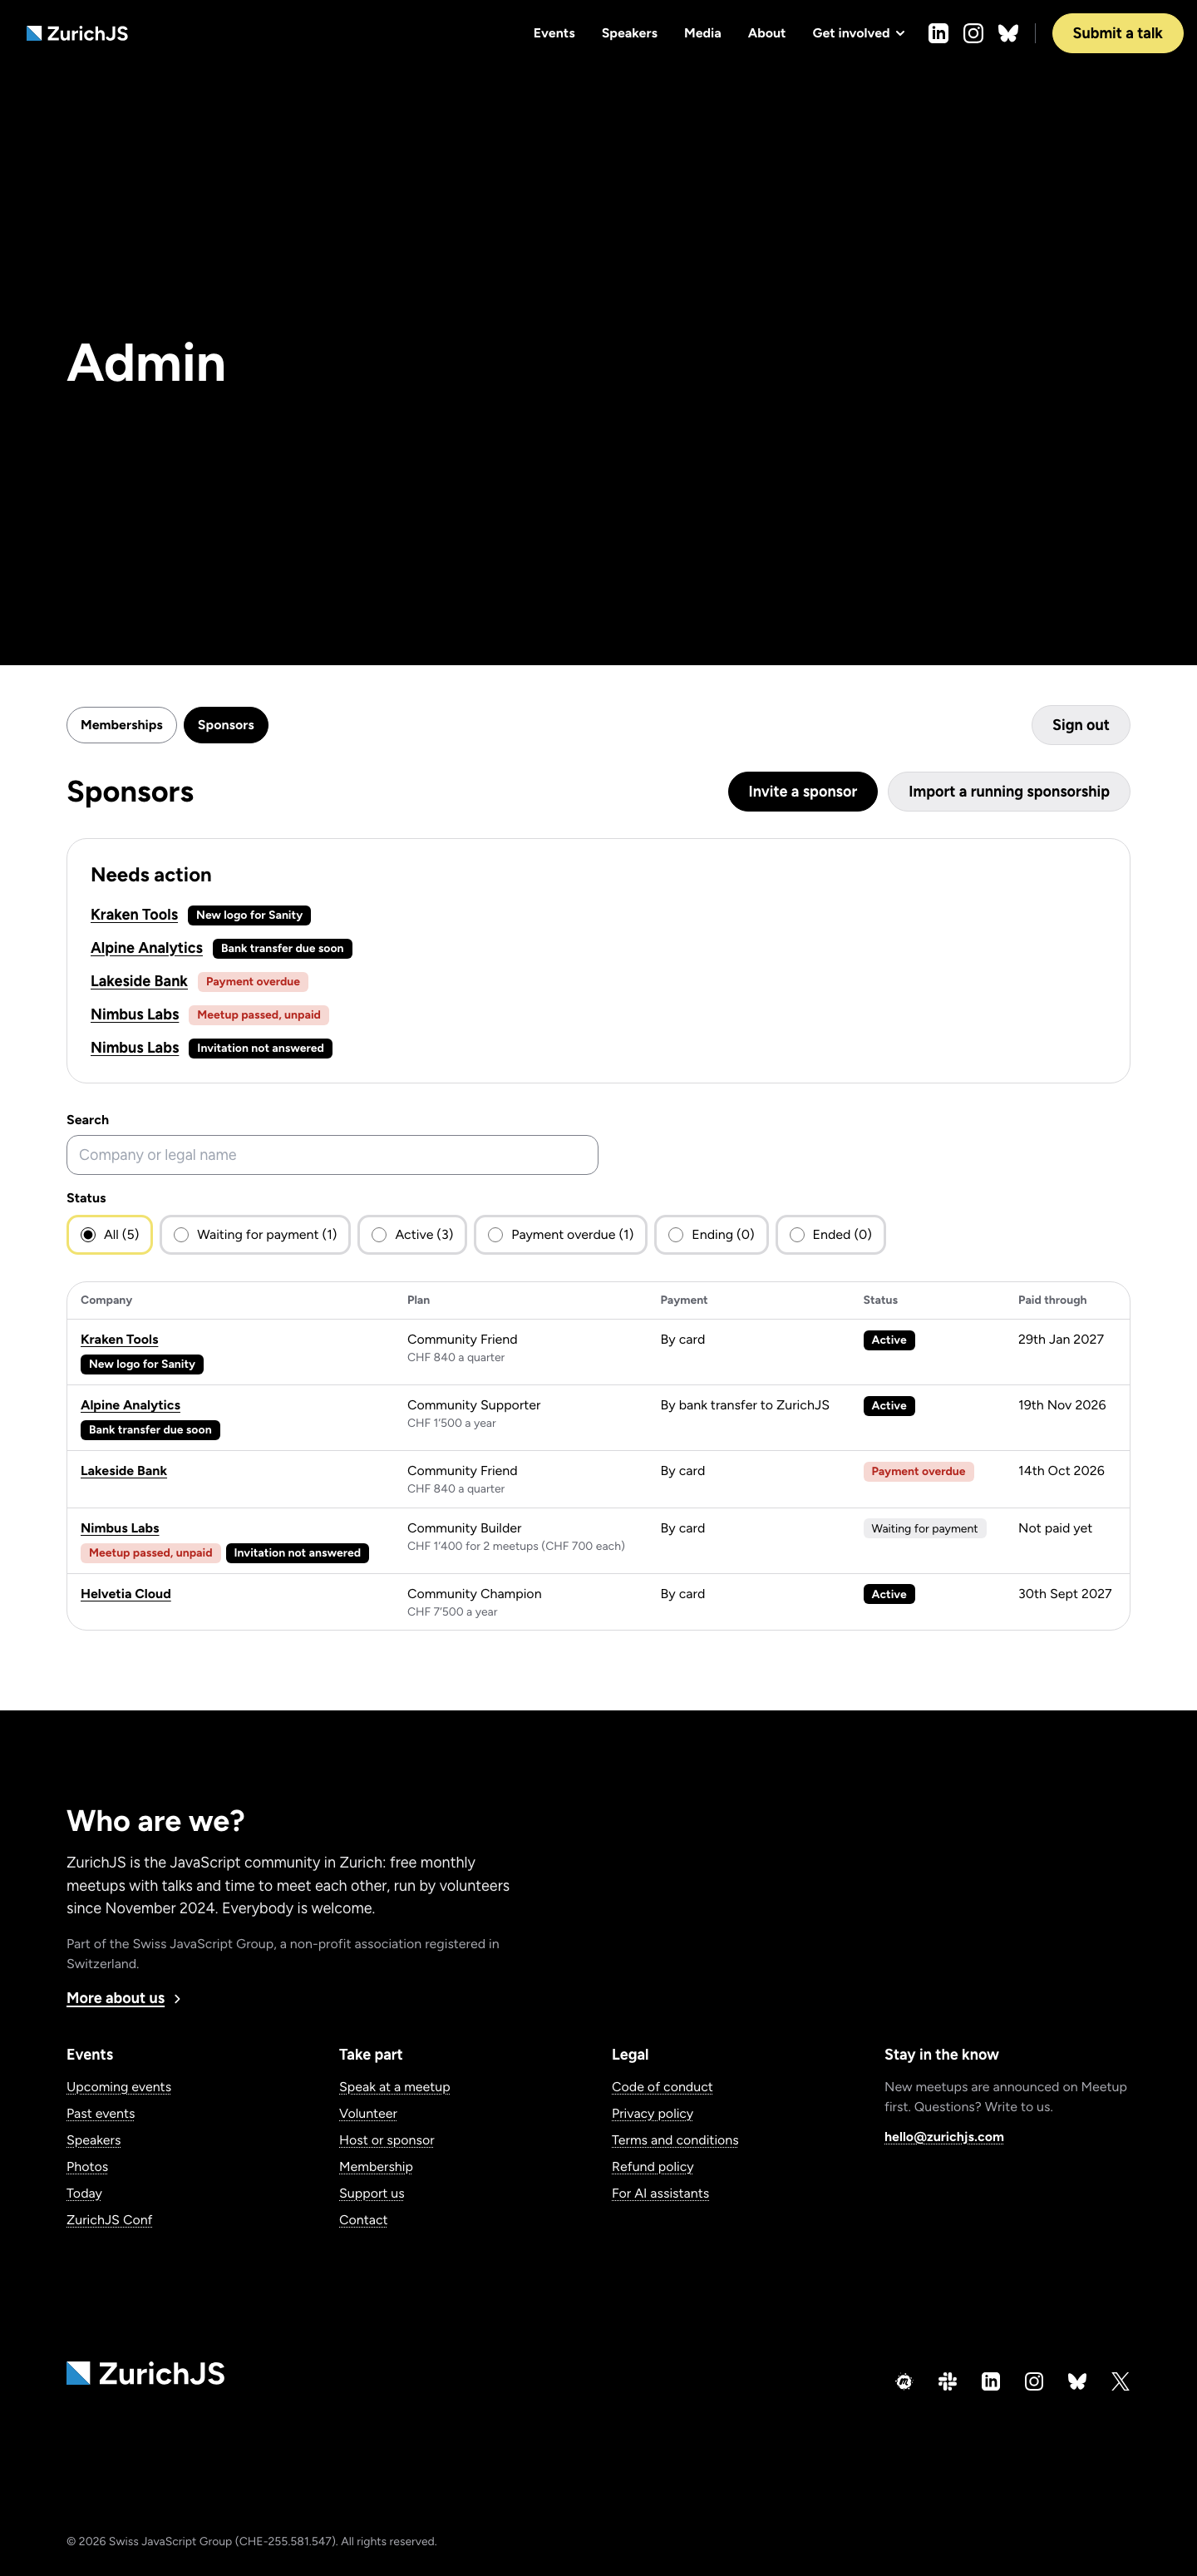 ZurichJS
Events
Speakers
Media
About
Get involved
Submit a talk
Admin
Memberships
Sponsors
Sign out
Sponsors
Invite a sponsor
Import a running sponsorship
Needs action
Kraken Tools New logo for Sanity
Alpine Analytics Bank transfer due soon
Lakeside Bank Payment overdue
Nimbus Labs Meetup passed, unpaid
Nimbus Labs Invitation not answered
Search
Company or legal name
Status
All (5)
Waiting for payment (1)
Active (3)
Payment overdue (1)
Ending (0)
Ended (0)
Company Plan Payment Status Paid through
Kraken Tools Community Friend By card Active 29th Jan 2027
New logo for Sanity CHF 840 a quarter
Alpine Analytics Community Supporter By bank transfer to ZurichJS Active 19th Nov 2026
Bank transfer due soon CHF 1'500 a year
Lakeside Bank Community Friend By card Payment overdue 14th Oct 2026
CHF 840 a quarter
Nimbus Labs Community Builder By card Waiting for payment Not paid yet
Meetup passed, unpaid Invitation not answered CHF 1'400 for 2 meetups (CHF 700 each)
Helvetia Cloud Community Champion By card Active 30th Sept 2027
CHF 7'500 a year
Who are we?
ZurichJS is the JavaScript community in Zurich: free monthly
meetups with talks and time to meet each other, run by volunteers
since November 2024. Everybody is welcome.
Part of the Swiss JavaScript Group, a non-profit association registered in
Switzerland.
More about us
Events
Upcoming events
Past events
Speakers
Photos
Today
ZurichJS Conf
Take part
Speak at a meetup
Volunteer
Host or sponsor
Membership
Support us
Contact
Legal
Code of conduct
Privacy policy
Terms and conditions
Refund policy
For AI assistants
Stay in the know
New meetups are announced on Meetup
first. Questions? Write to us.
hello@zurichjs.com
ZurichJS
© 2026 Swiss JavaScript Group (CHE-255.581.547). All rights reserved.